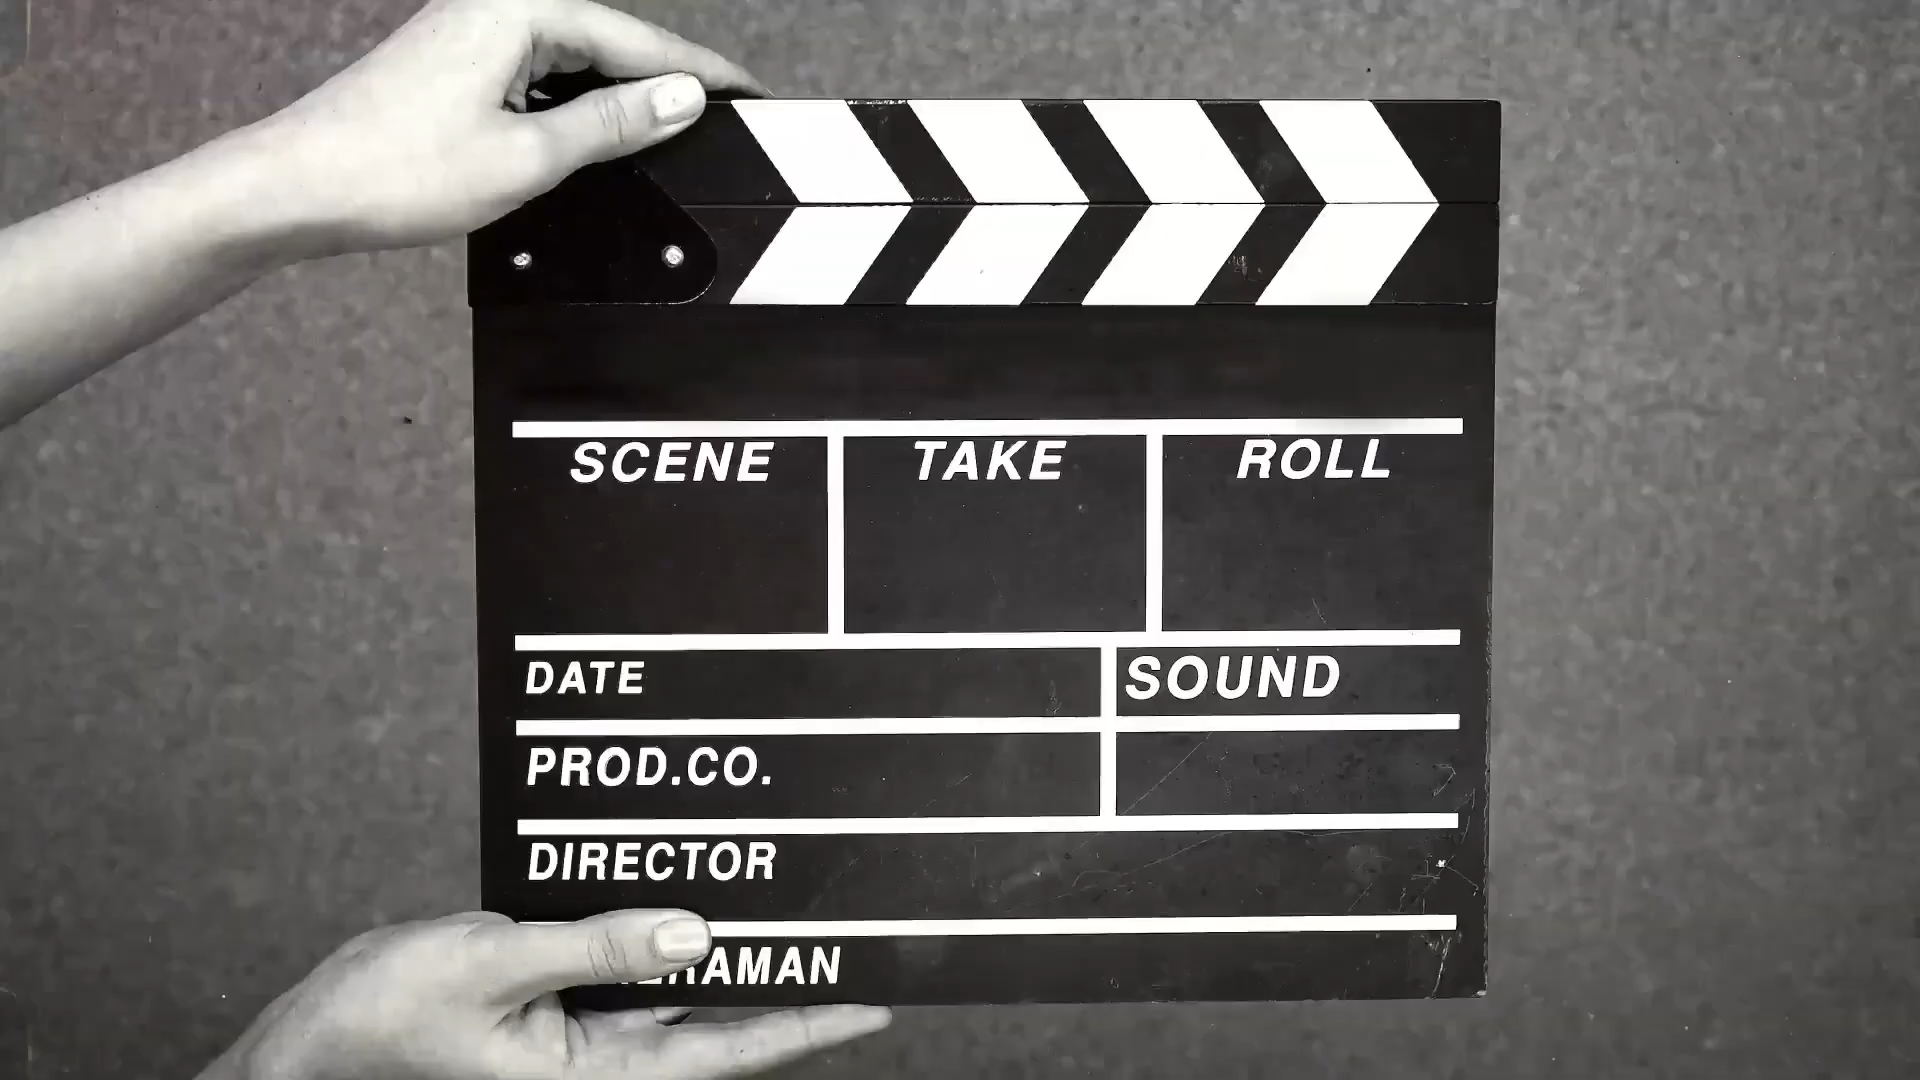 SCENE TAKE ROLL
DATE SOUND
PROD.CO.
DIRECTOR